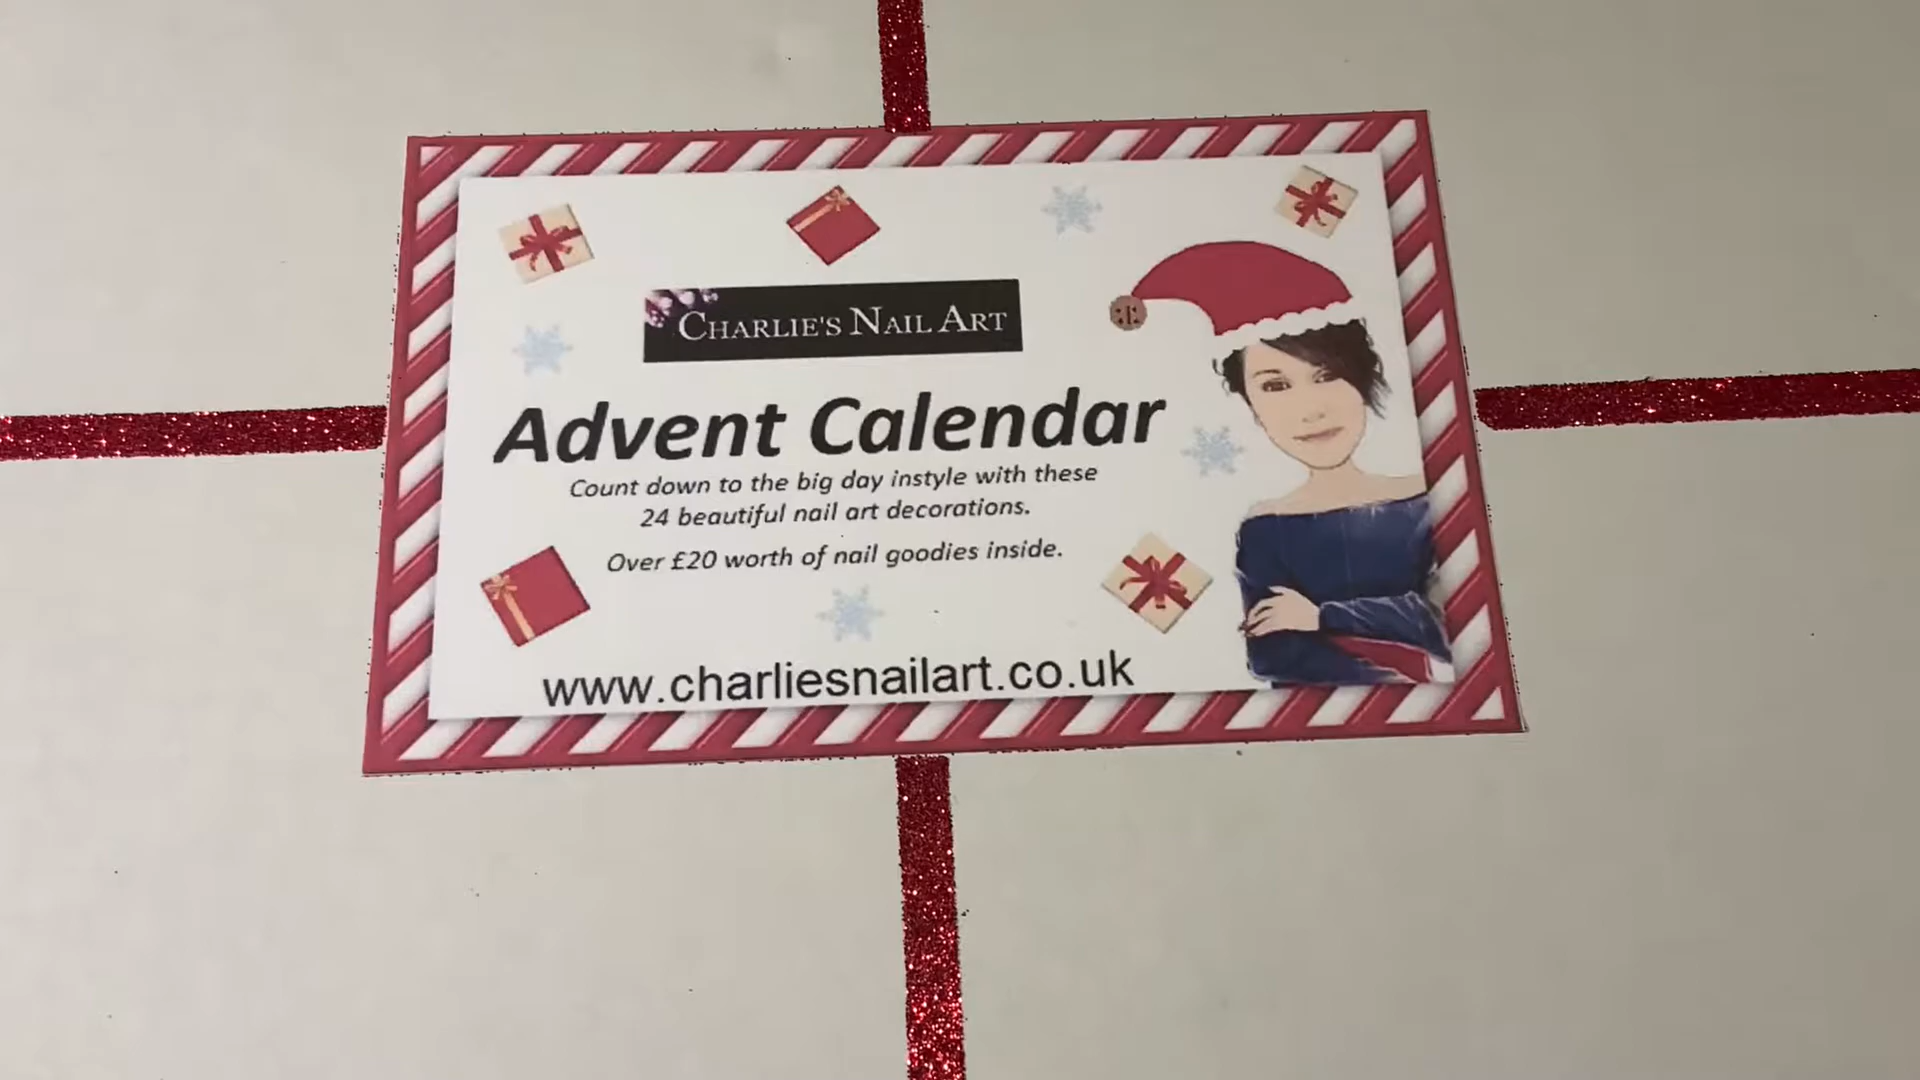 CHARLIE'S NAIL ART
Advent Calendar
Count down to the big day instyle with these
24 beautiful nail art decorations.
Over £20 worth of nail goodies inside.
www.charliesnailart.co.uk